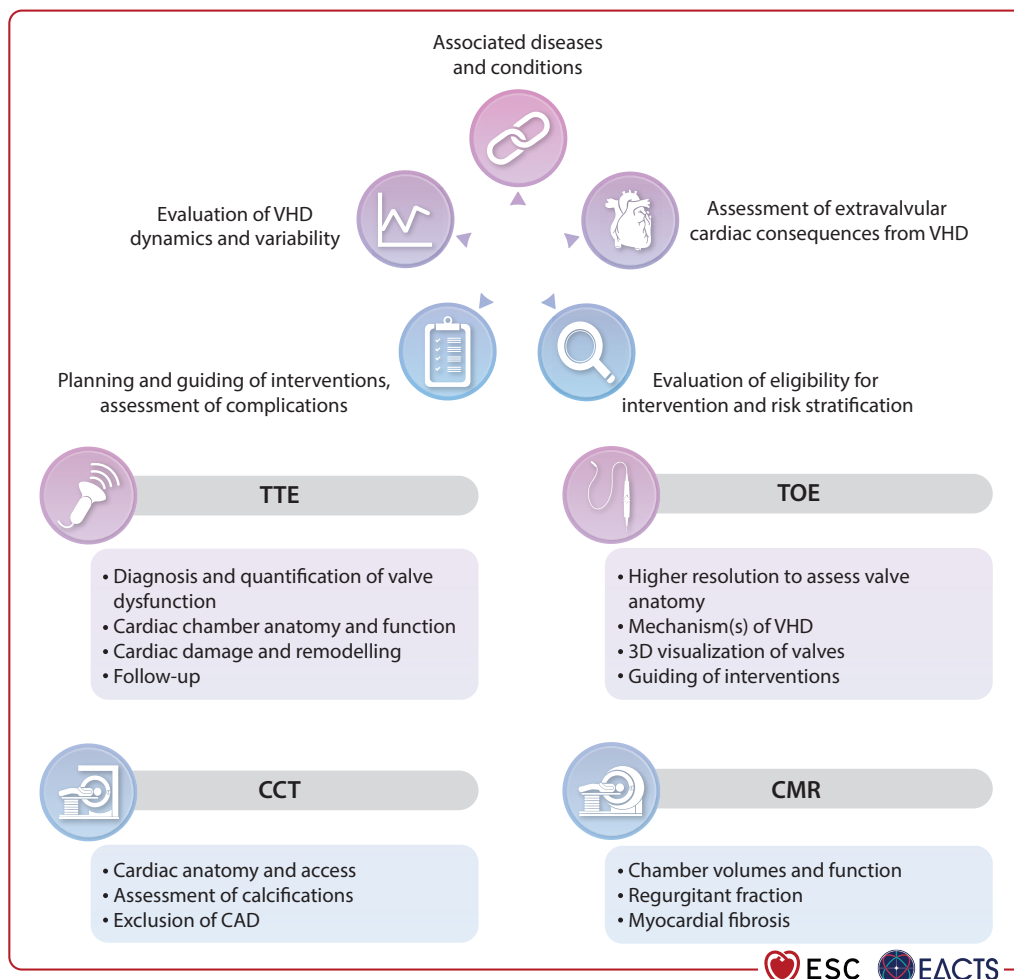 Associated diseases
and conditions
Evaluation of VHD
dynamics and variability
Assessment of extravalvular
cardiac consequences from VHD
Planning and guiding of interventions,
assessment of complications
Evaluation of eligibility for
intervention and risk stratification
TTE
• Diagnosis and quantification of valve
dysfunction
• Cardiac chamber anatomy and function
• Cardiac damage and remodelling
• Follow-up
TOE
• Higher resolution to assess valve
anatomy
• Mechanism(s) of VHD
• 3D visualization of valves
• Guiding of interventions
CCT
• Cardiac anatomy and access
• Assessment of calcifications
• Exclusion of CAD
CMR
• Chamber volumes and function
• Regurgitant fraction
• Myocardial fibrosis
ESC EACTS